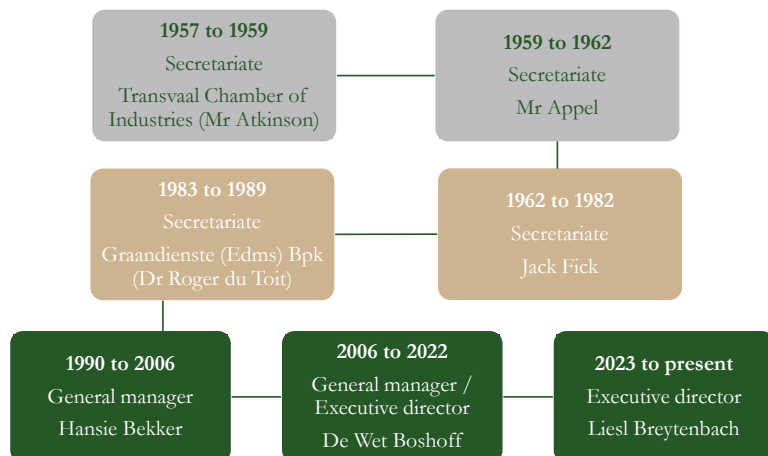 1957 to 1959
Secretariate
Transvaal Chamber of
Industries (Mr Atkinson)
1959 to 1962
Secretariate
Mr Appel
1962 to 1982
Secretariate
Jack Fick
1983 to 1989
Secretariate
Graandienste (Edms) Bpk
(Dr Roger du Toit)
1990 to 2006
General manager
Hansie Bekker
2006 to 2022
General manager /
Executive director
De Wet Boshoff
2023 to present
Executive director
Liesl Breytenbach